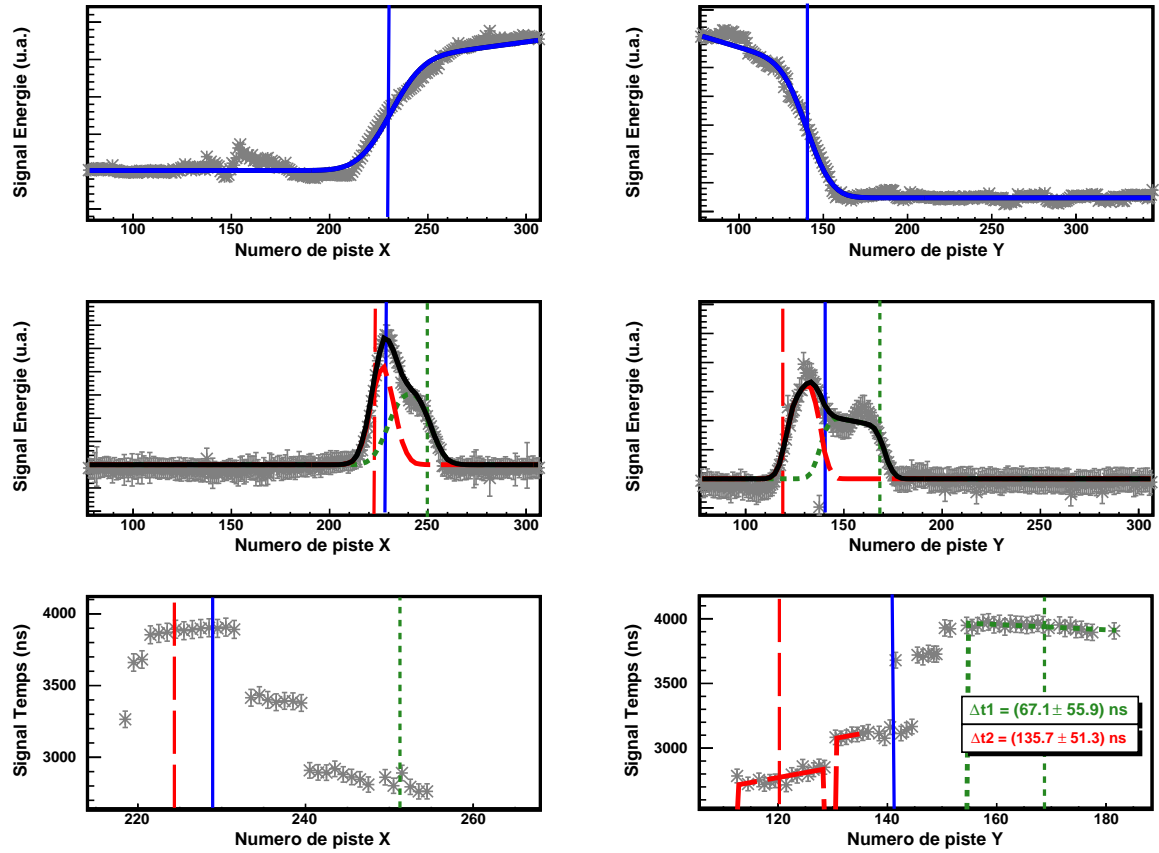 Signal Energie (u.a.)
100 150 200 250 300
Numero de piste X
Signal Energie (u.a.)
100 150 200 250 300
Numero de piste Y
Signal Energie (u.a.)
100 150 200 250 300
Numero de piste X
Signal Energie (u.a.)
100 150 200 250 300
Numero de piste Y
Signal Temps (ns)
4000
3500
3000
220 230 240 250 260
Numero de piste X
Signal Temps (ns)
4000
3500
3000
Δt1 = (67.1 ± 55.9) ns
Δt2 = (135.7 ± 51.3) ns
120 140 160 180
Numero de piste Y